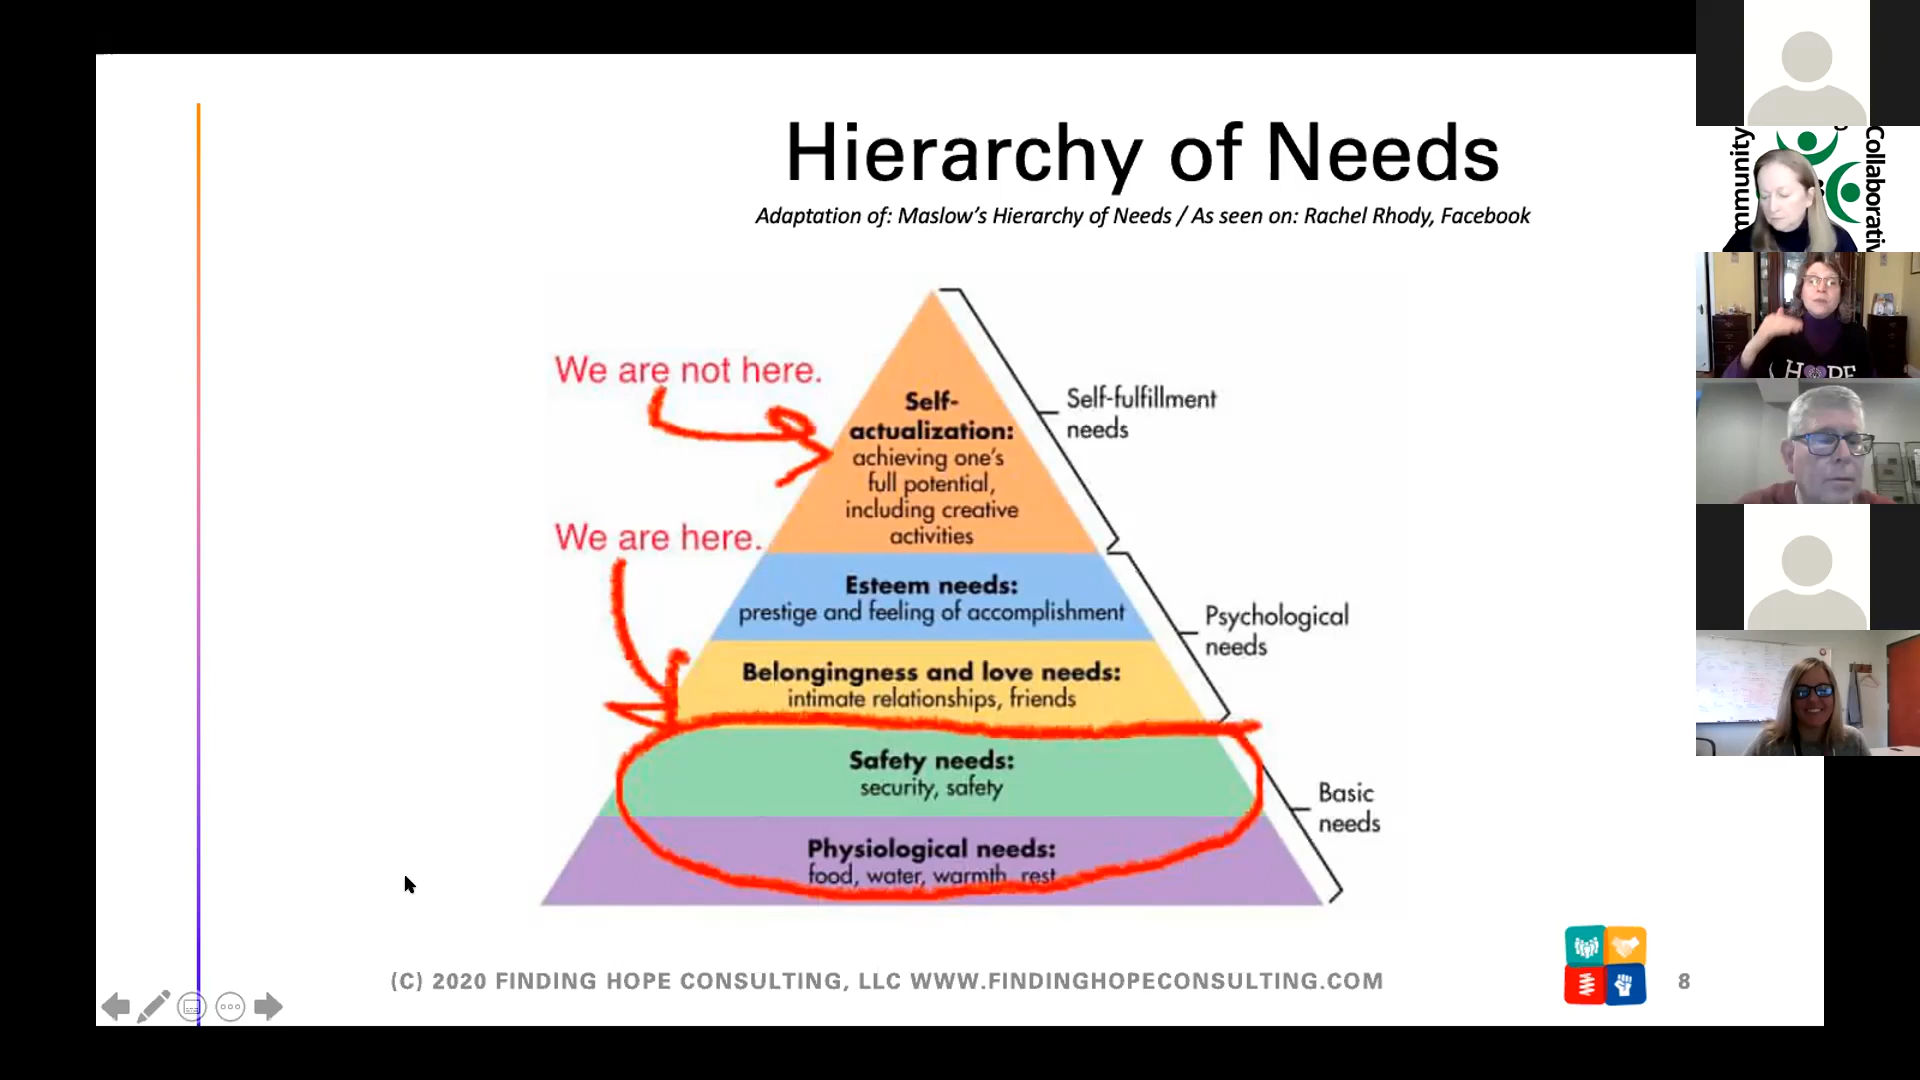 Hierarchy of Needs
Adaptation of: Maslow's Hierarchy of Needs / As seen on: Rachel Rhody, Facebook
We are not here.
Self-
actualization:
achieving one's
full potential,
including creative
activities
Self-fulfillment
needs
We are here.
Esteem needs:
prestige and feeling of accomplishment
Psychological
needs
Belongingness and love needs:
intimate relationships, friends
Safety needs:
security, safety
Basic
needs
Physiological needs:
food, water, warmth, rest
(C) 2020 FINDING HOPE CONSULTING, LLC WWW.FINDINGHOPECONSULTING.COM
8
HOPE